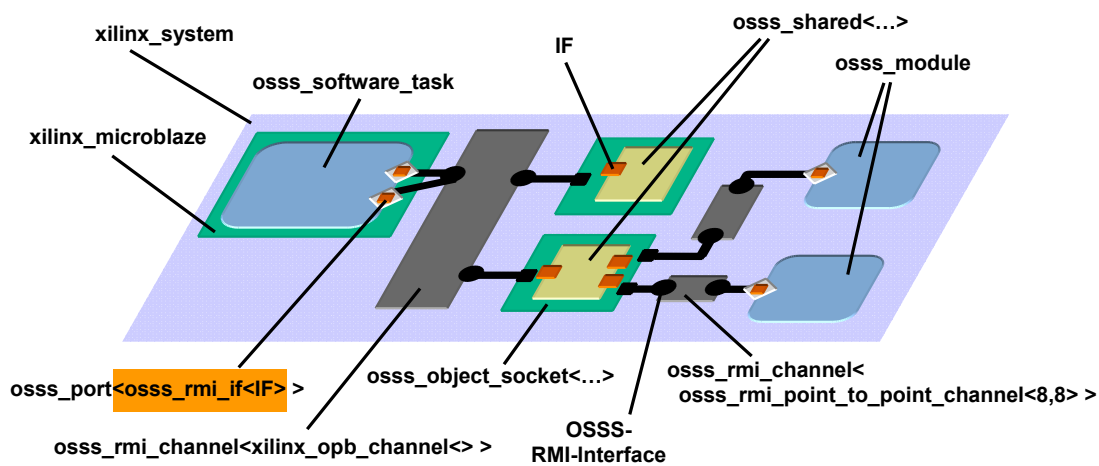 xilinx_system
osss_shared<...>
IF
osss_module
osss_software_task
xilinx_microblaze
osss_port<osss_rmi_if<IF> >
osss_object_socket<...>
osss_rmi_channel<
osss_rmi_point_to_point_channel<8,8> >
osss_rmi_channel<xilinx_opb_channel<> >
OSSS-
RMI-Interface